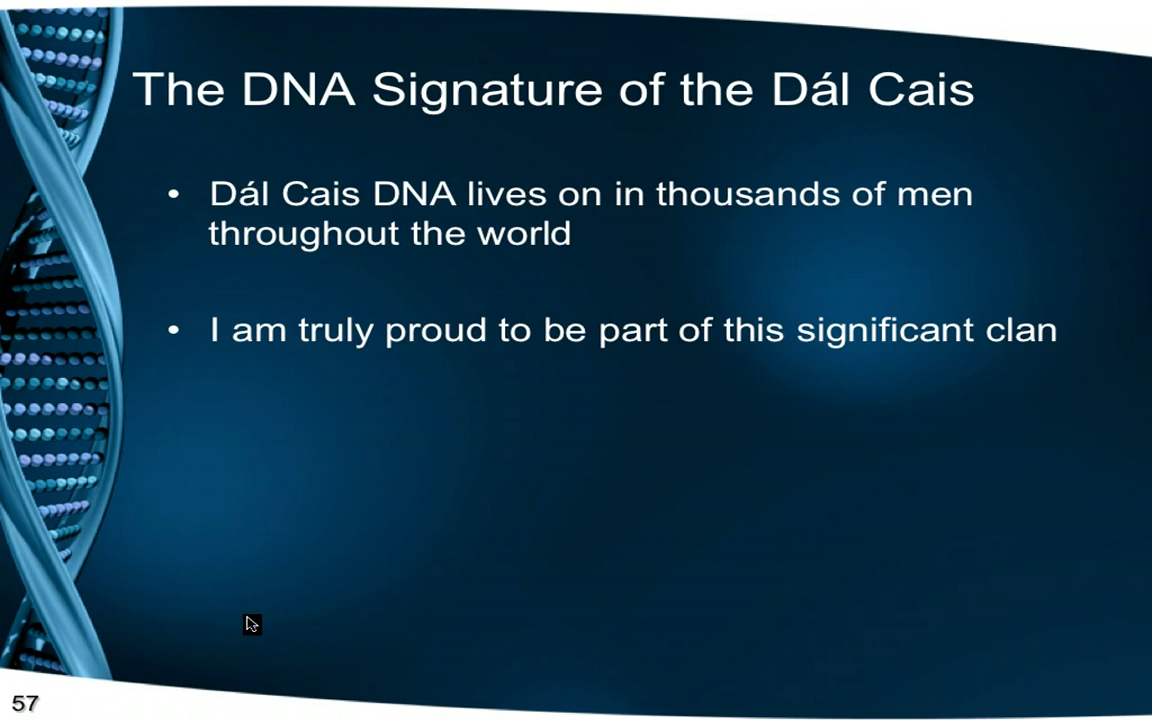 The DNA Signature of the Dál Cais
• Dál Cais DNA lives on in thousands of men
throughout the world
• I am truly proud to be part of this significant clan
57